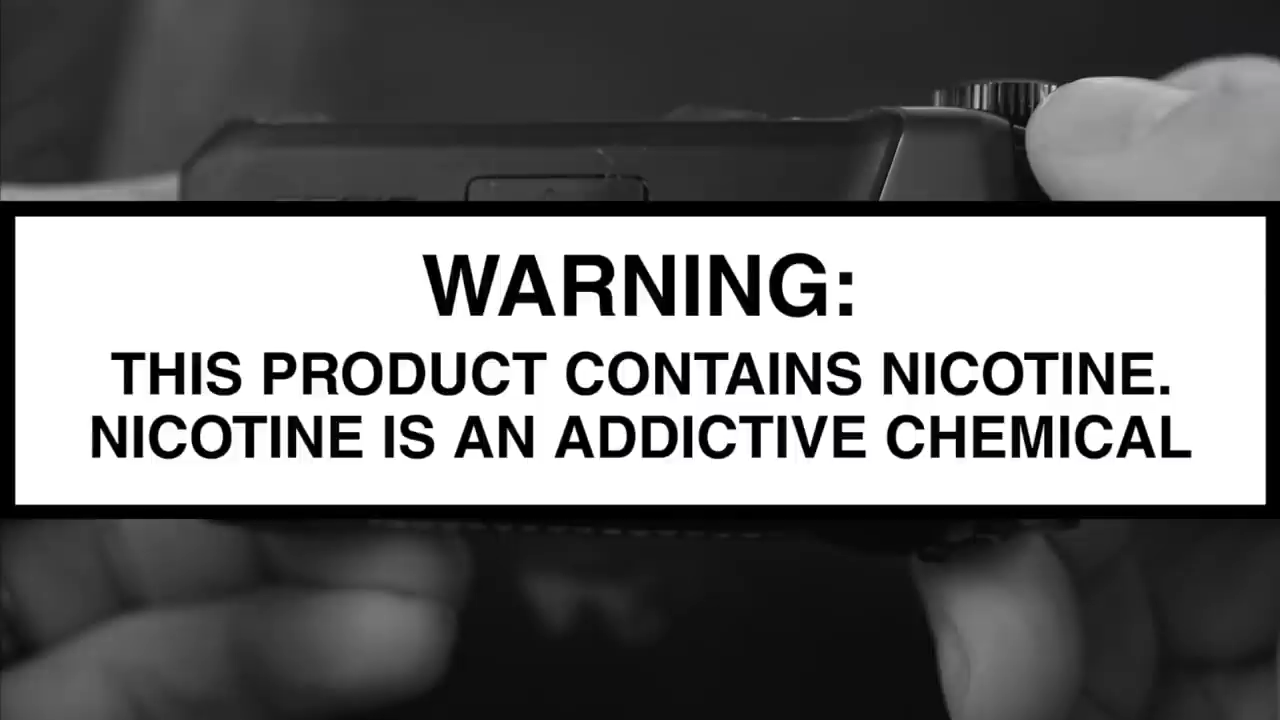 WARNING:
THIS PRODUCT CONTAINS NICOTINE.
NICOTINE IS AN ADDICTIVE CHEMICAL